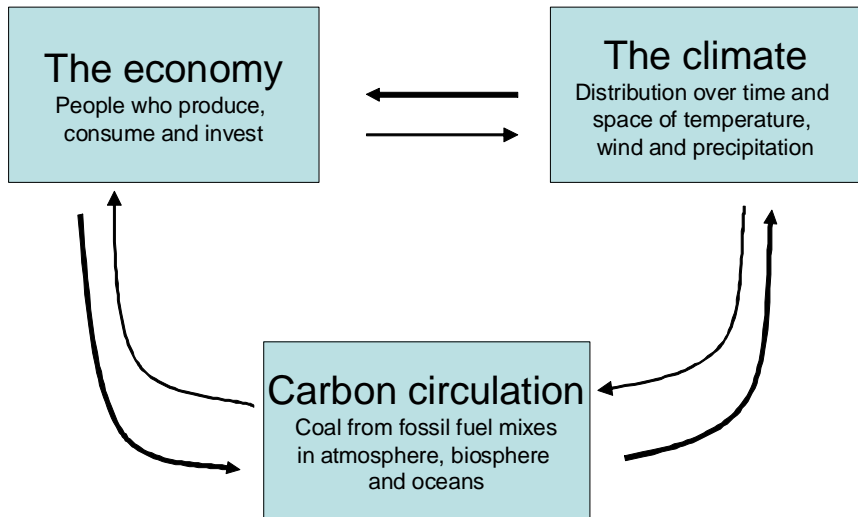 The economy
People who produce,
consume and invest
The climate
Distribution over time and
space of temperature,
wind and precipitation
Carbon circulation
Coal from fossil fuel mixes
in atmosphere, biosphere
and oceans